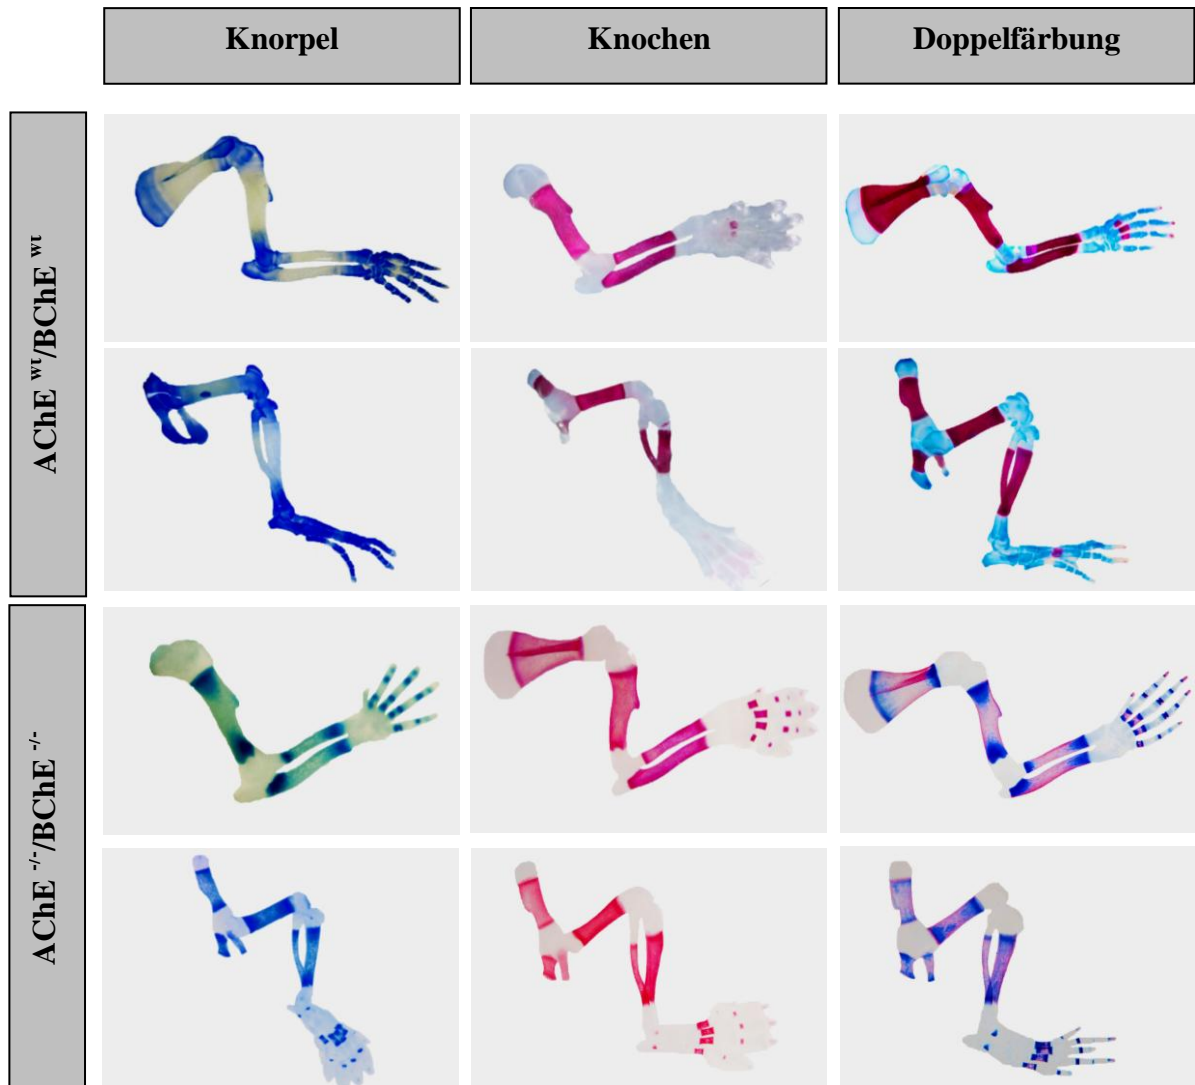 Knorpel
Knochen
Doppelfärbung
AChE ᵂᵗ/BChE ᵂᵗ
AChE ⁻/⁻/BChE ⁻/⁻